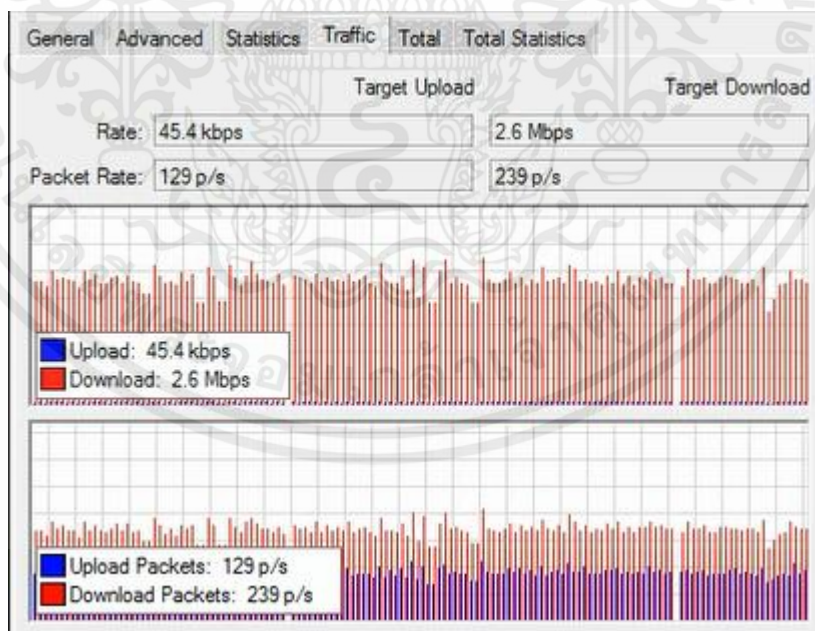 General Advanced Statistics Traffic Total Total Statistics
Target Upload Target Download
Rate: 45.4 kbps 2.6 Mbps
Packet Rate: 129 p/s 239 p/s
Upload: 45.4 kbps
Download: 2.6 Mbps
Upload Packets: 129 p/s
Download Packets: 239 p/s